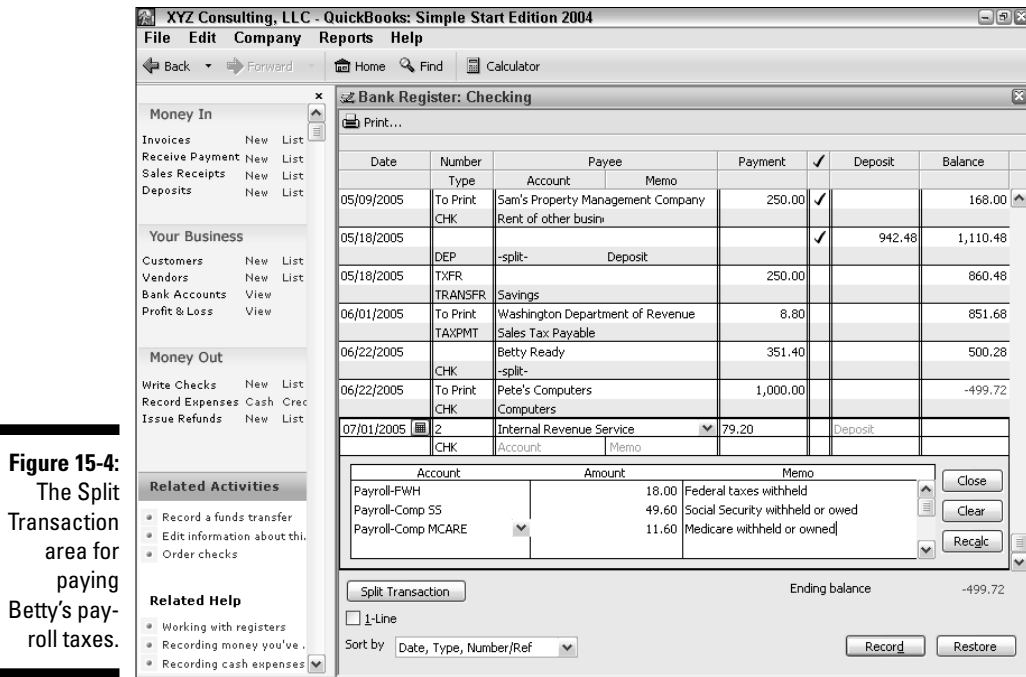 XYZ Consulting, LLC - QuickBooks: Simple Start Edition 2004
File Edit Company Reports Help
Back Forward Home Find Calculator
Money In
Invoices New List
Receive Payment New List
Sales Receipts New List
Deposits New List
Your Business
Customers New List
Vendors New List
Bank Accounts View
Profit & Loss View
Money Out
Write Checks New List
Record Expenses Cash Crec
Issue Refunds New List
Related Activities
Record a funds transfer
Edit information about thi.
Order checks
Related Help
Working with registers
Recording money you've .
Recording cash expenses
Bank Register: Checking
Print...
Date Number Payee Payment ✓ Deposit Balance
Type Account Memo
05/09/2005 To Print Sam's Property Management Company 250.00 ✓ 168.00
CHK Rent of other busin
05/18/2005 ✓ 942.48 1,110.48
DEP -split- Deposit
05/18/2005 TXFR 250.00 860.48
TRANSFR Savings
06/01/2005 To Print Washington Department of Revenue 8.80 851.68
TAXPMT Sales Tax Payable
06/22/2005 Betty Ready 351.40 500.28
CHK -split-
06/22/2005 To Print Pete's Computers 1,000.00 -499.72
CHK Computers
07/01/2005 2 Internal Revenue Service 79.20 Deposit
CHK Account Memo
Account Amount Memo
Payroll-FWH 18.00 Federal taxes withheld
Payroll-Comp SS 49.60 Social Security withheld or owed
Payroll-Comp MCARE 11.60 Medicare withheld or owned
Close
Clear
Recalc
Split Transaction
Ending balance -499.72
1-Line
Sort by Date, Type, Number/Ref
Record Restore
Figure 15-4:
The Split
Transaction
area for
paying
Betty's pay-
roll taxes.